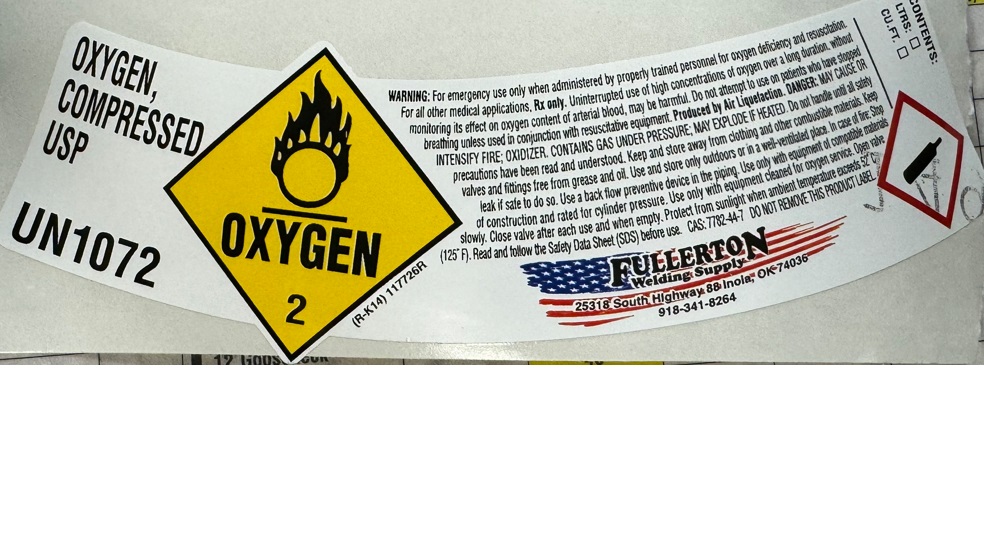 OXYGEN,
COMPRESSED
USP
UN1072
OXYGEN
2
(R-K14) 117726R
WARNING: For emergency use only when administered by properly trained personnel for oxygen deficiency and resuscitation.
For all other medical applications, Rx only. Uninterrupted use of high concentrations of oxygen over a long duration, without
monitoring its effect on oxygen content of arterial blood, may be harmful. Do not attempt to use on patients who have stopped
breathing unless used in conjunction with resuscitative equipment. Produced by Air Liquefaction. DANGER: MAY CAUSE OR
INTENSIFY FIRE; OXIDIZER. CONTAINS GAS UNDER PRESSURE; MAY EXPLODE IF HEATED. Do not handle until all safety
precautions have been read and understood. Keep and store away from clothing and other combustible materials. Keep
valves and fittings free from grease and oil. Use and store only outdoors or in a well-ventilated place. In case of fire: Stop
leak if safe to do so. Use a back flow preventive device in the piping. Use only with equipment of compatible materials
of construction and rated for cylinder pressure. Use only with equipment cleaned for oxygen service. Open valve
slowly. Close valve after each use and when empty. Protect from sunlight when ambient temperature exceeds 52°C
(125° F). Read and follow the Safety Data Sheet (SDS) before use. CAS: 7782-44-7 DO NOT REMOVE THIS PRODUCT LABEL.
FULLERTON
Welding Supply
25318 South Highway 88 Inola, OK 74036
918-341-8264
CONTENTS:
LTRS: ☐
CU.FT. ☐